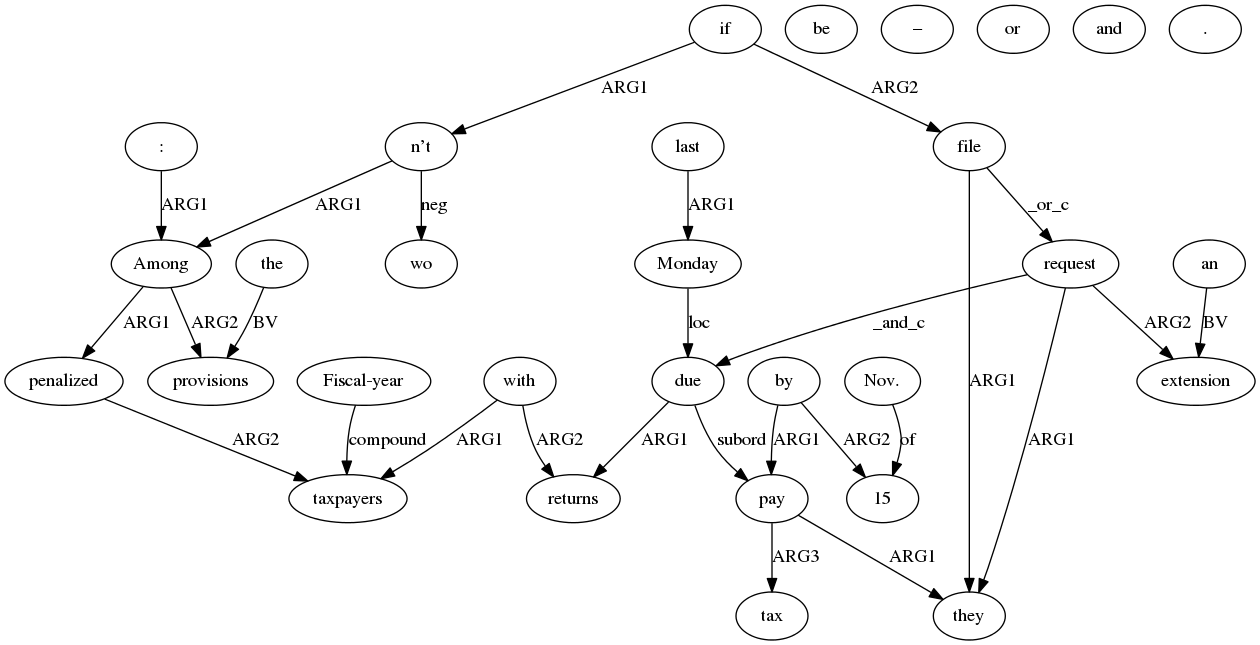 if be – or and .
ARG1 ARG2
: n't last file
ARG1 ARG1 neg ARG1 _or_c
Among the wo Monday request an
ARG1 ARG2 BV loc _and_c ARG2 BV
penalized provisions Fiscal-year with due by Nov. ARG1 extension
ARG2 compound ARG1 ARG2 ARG1 subord ARG1 ARG2 of ARG1
taxpayers returns pay 15
ARG3 ARG1
tax they